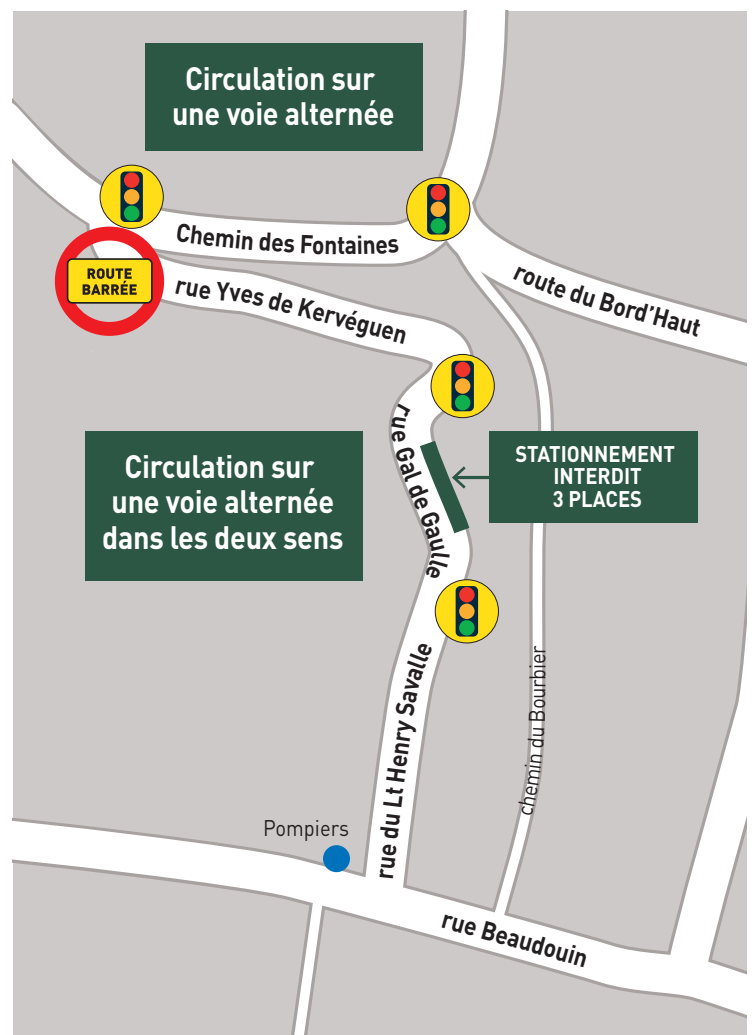 Circulation sur
une voie alternée
Chemin des Fontaines
ROUTE
BARRÉE
rue Yves de Kervéguen
route du Bord'Haut
rue Gal de Gaulle
Circulation sur
une voie alternée
dans les deux sens
STATIONNEMENT
INTERDIT
3 PLACES
rue du Lt Henry Savalle
chemin du Bourbier
Pompiers
rue Beaudouin